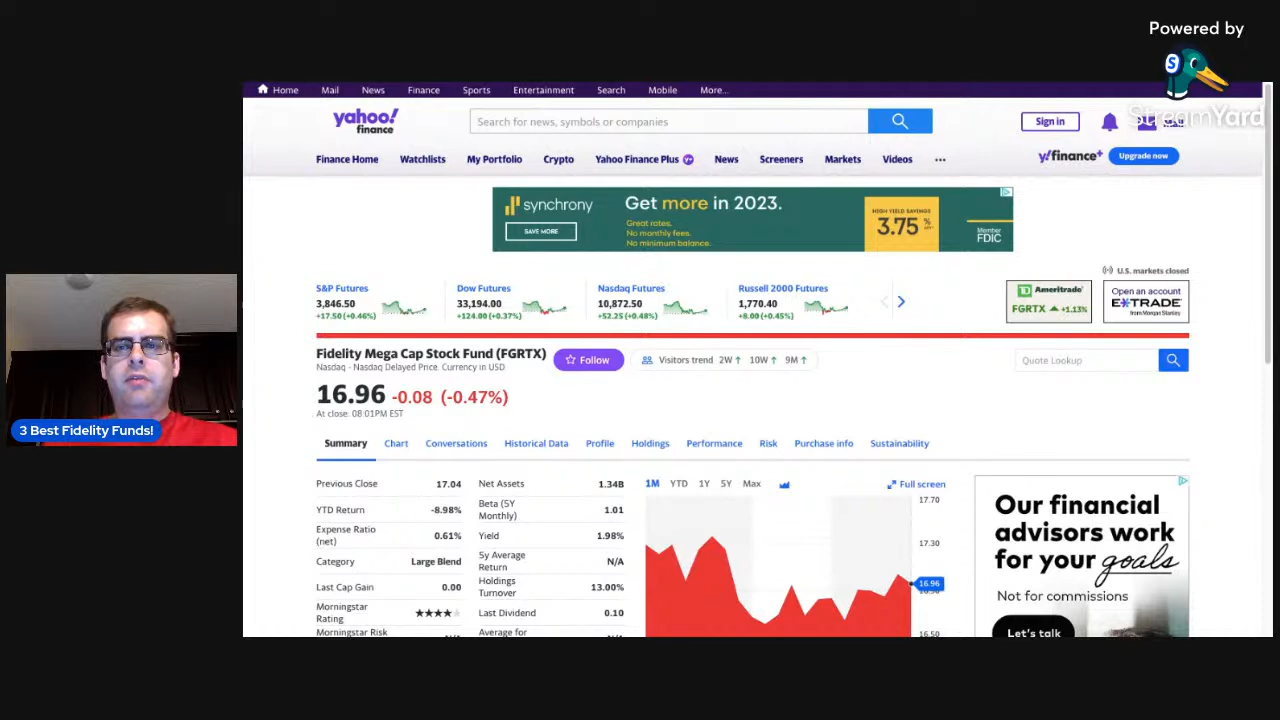 Powered by
StreamYard
Home Mail News Finance Sports Entertainment Search Mobile More...
yahoo!
finance
Search for news, symbols or companies
Sign in
Finance Home Watchlists My Portfolio Crypto Yahoo Finance Plus News Screeners Markets Videos ...
y!finance+ Upgrade now
synchrony
SAVE MORE
Get more in 2023.
Great rates.
No monthly fees.
No minimum balance.
HIGH YIELD SAVINGS
3.75 %
Member
FDIC
U.S. markets closed
S&P Futures
3,846.50
+17.50 (+0.46%)
Dow Futures
33,194.00
+124.00 (+0.37%)
Nasdaq Futures
10,872.50
+52.25 (+0.48%)
Russell 2000 Futures
1,770.40
+8.00 (+0.45%)
TD Ameritrade
FGRTX +1.13%
Open an account
E*TRADE
from Morgan Stanley
Fidelity Mega Cap Stock Fund (FGRTX)
Nasdaq - Nasdaq Delayed Price. Currency in USD
Follow
Visitors trend 2W↑ 10W↑ 9M↑
Quote Lookup
16.96 -0.08 (-0.47%)
At close: 08:01PM EST
3 Best Fidelity Funds!
Summary Chart Conversations Historical Data Profile Holdings Performance Risk Purchase info Sustainability
Previous Close 17.04
YTD Return -8.98%
Expense Ratio
(net) 0.61%
Category Large Blend
Last Cap Gain 0.00
Morningstar
Rating ★★★★★
Morningstar Risk
Net Assets 1.34B
Beta (5Y
Monthly) 1.01
Yield 1.98%
5y Average
Return N/A
Holdings
Turnover 13.00%
Last Dividend 0.10
Average for
1M YTD 1Y 5Y Max
Full screen
17.70
17.30
16.96
16.50
Our financial
advisors work
for your goals
Not for commissions
Let's talk